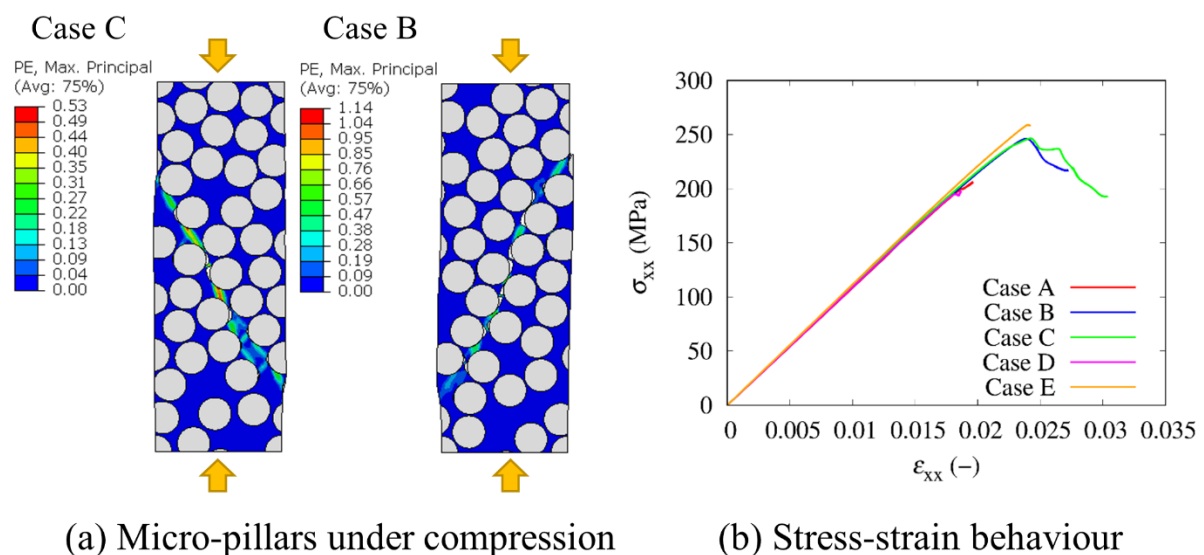 Case C
PE, Max. Principal
(Avg: 75%)
0.53
0.49
0.44
0.40
0.35
0.31
0.27
0.22
0.18
0.13
0.09
0.04
0.00
Case B
PE, Max. Principal
(Avg: 75%)
1.14
1.04
0.95
0.85
0.76
0.66
0.57
0.47
0.38
0.28
0.19
0.09
0.00
(a) Micro-pillars under compression
300
250
200
150
100
50
0
σxx (MPa)
Case A
Case B
Case C
Case D
Case E
0 0.005 0.01 0.015 0.02 0.025 0.03 0.035
εxx (-)
(b) Stress-strain behaviour